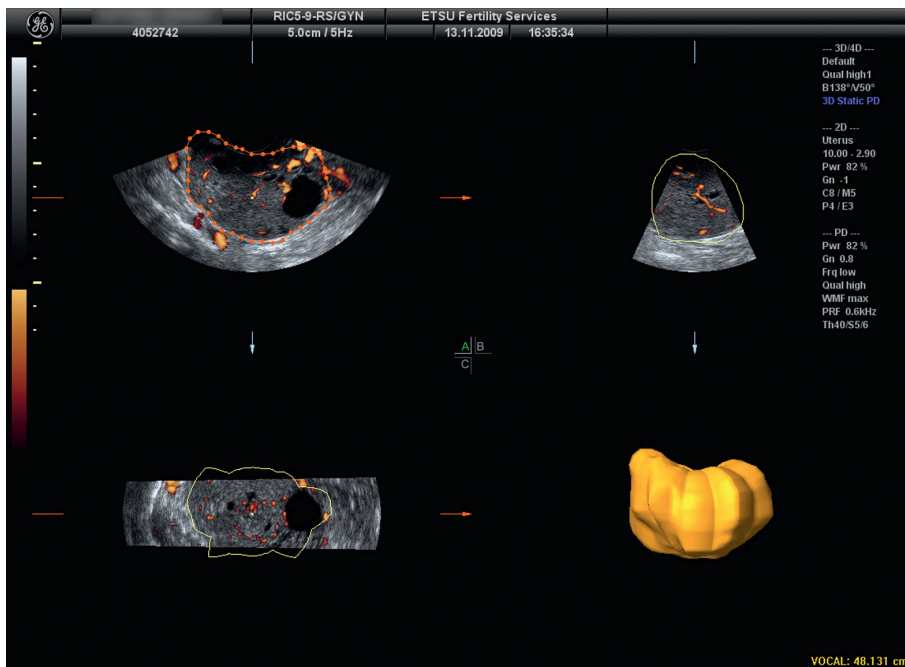 RIC5-9-RS/GYN ETSU Fertility Services
4052742 5.0cm / 5Hz 13.11.2009 16:35:34
--- 3D/4D ---
Default
Qual high1
B138°/V50°
3D Static PD
--- 2D ---
Uterus
10.00 - 2.90
Pwr 82 %
Gn -1
C8 / M5
P4 / E3
--- PD ---
Pwr 82 %
Gn 0.8
Frq low
Qual high
WMF max
PRF 0.6kHz
Th40/S5/6
A B
C
VOCAL: 48.131 cm